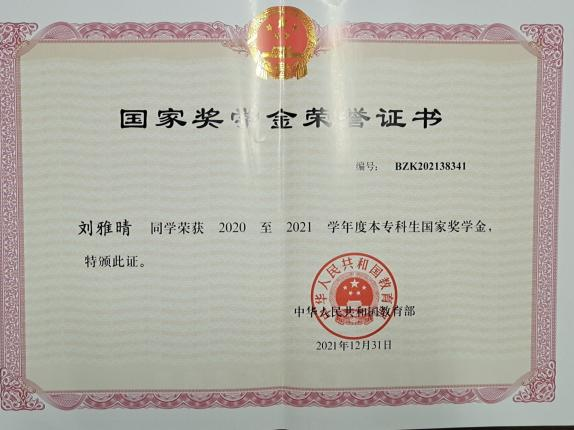 国家奖学金荣誉证书
编号: BZK202138341
刘雅晴 同学荣获 2020 至 2021 学年度本专科生国家奖学金,
特颁此证。
中华人民共和国教育部
中华人民共和国教育部
2021年12月31日